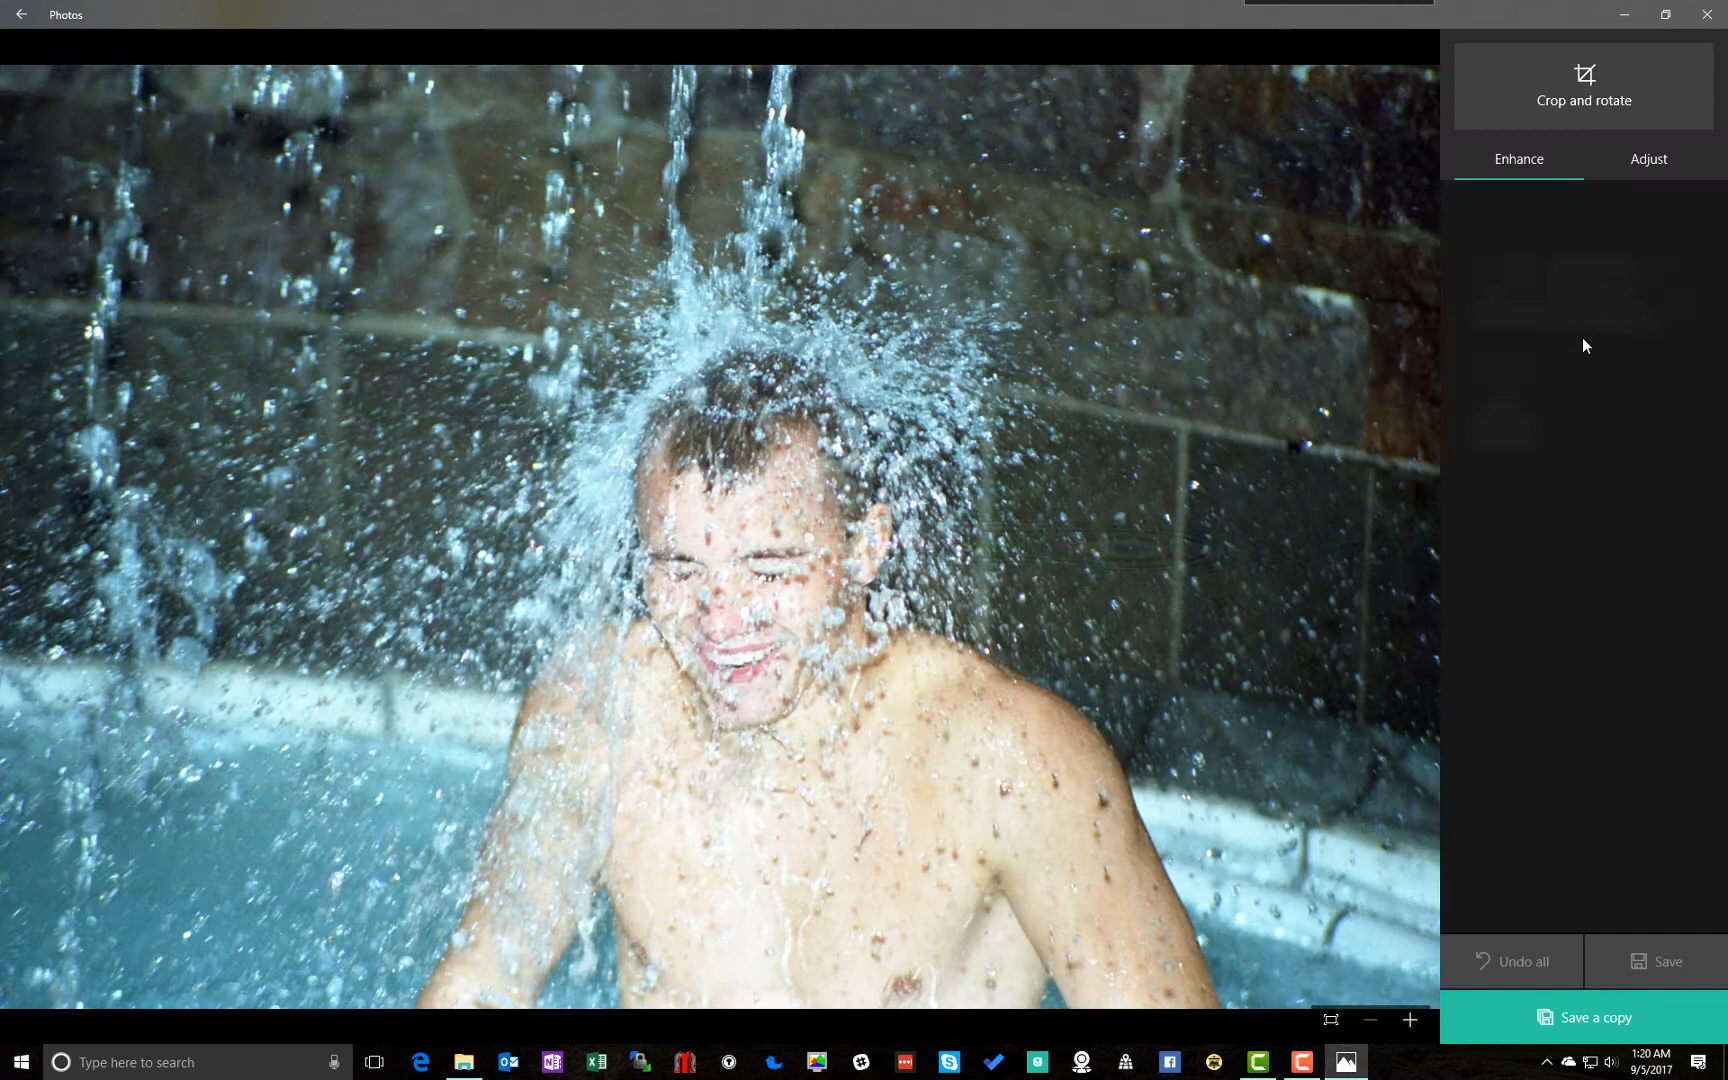 Photos
Crop and rotate
Enhance
Adjust
Undo all
Save
Save a copy
Type here to search
1:20 AM
9/5/2017